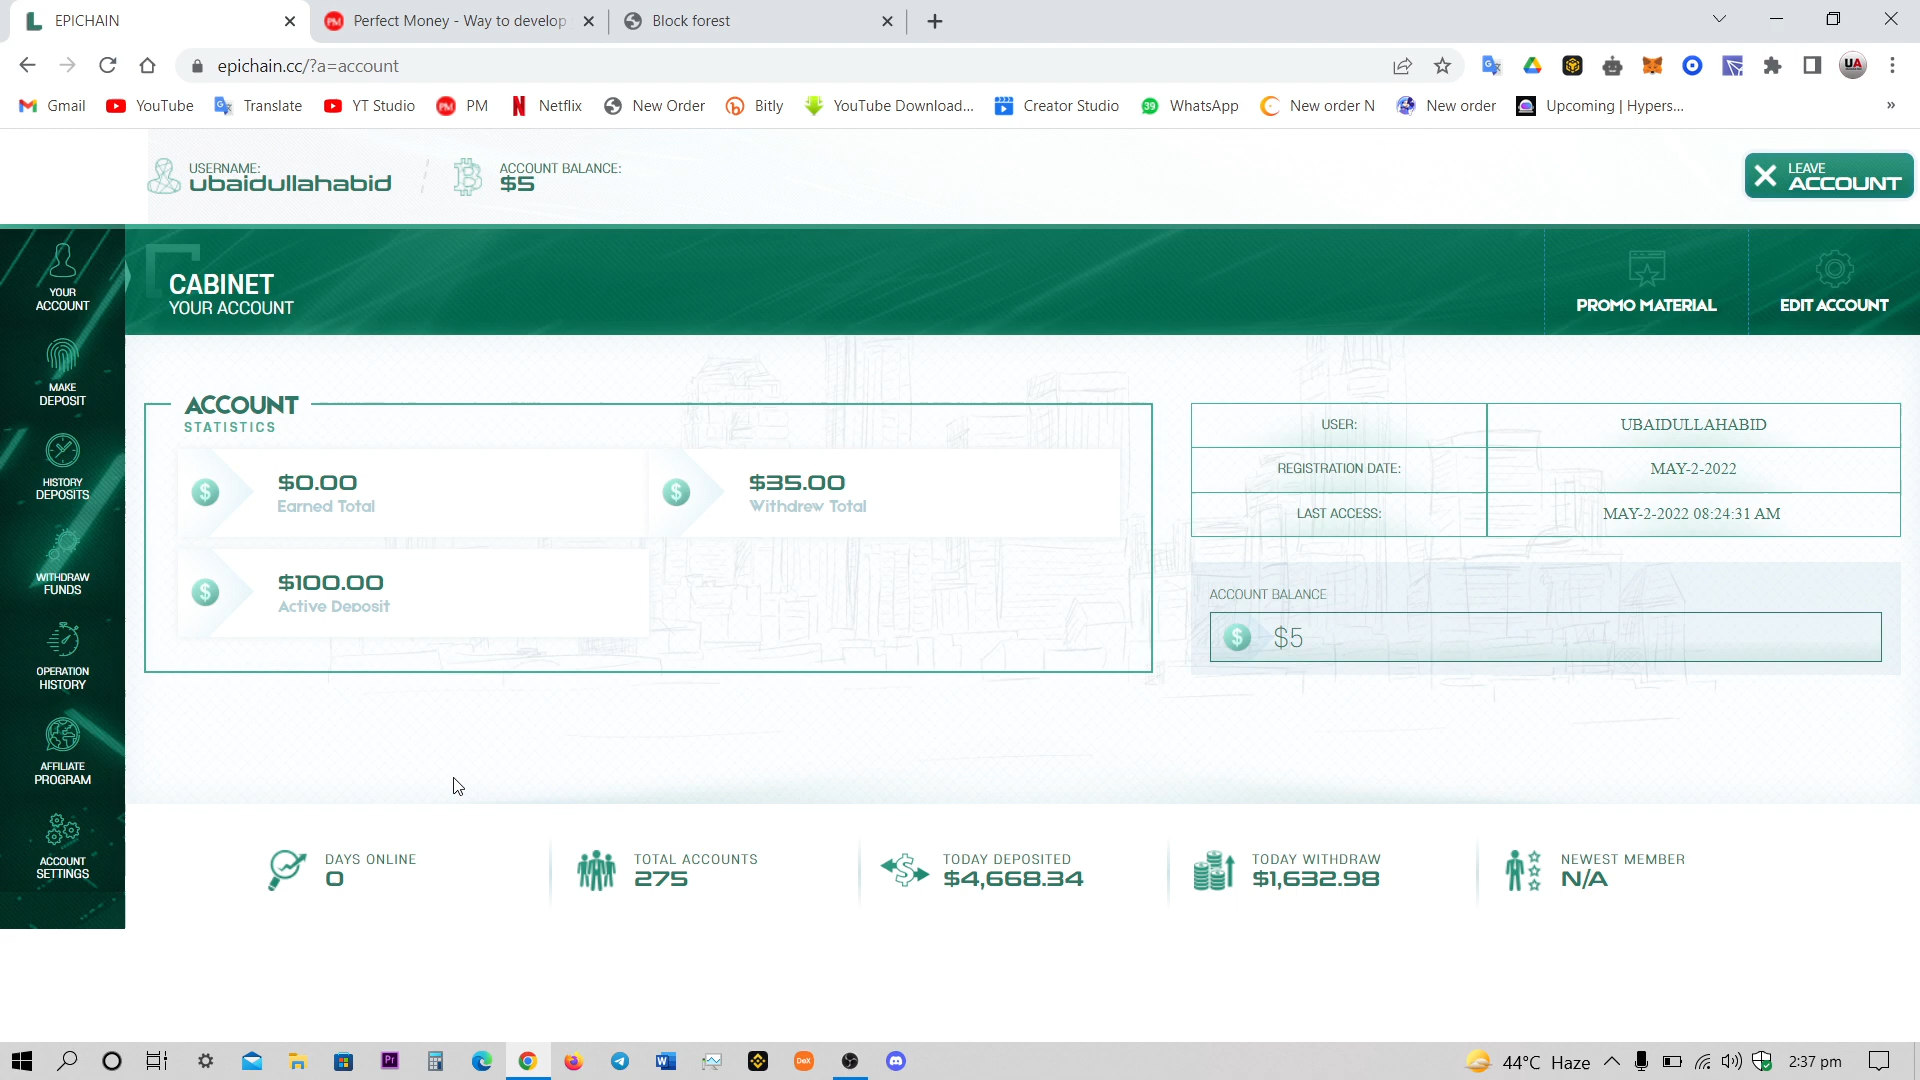 EPICHAIN
Perfect Money - Way to develop
Block forest
epichain.cc/?a=account
Gmail
YouTube
Translate
YT Studio
PM
Netflix
New Order
Bitly
YouTube Download...
Creator Studio
WhatsApp
New order N
New order
Upcoming | Hypers...
»
USERNAME:
ubaidullahabid
ACCOUNT BALANCE:
$5
LEAVE
ACCOUNT
YOUR
ACCOUNT
MAKE
DEPOSIT
HISTORY
DEPOSITS
WITHDRAW
FUNDS
OPERATION
HISTORY
AFFILIATE
PROGRAM
ACCOUNT
SETTINGS
CABINET
YOUR ACCOUNT
PROMO MATERIAL
EDIT ACCOUNT
ACCOUNT
STATISTICS
$0.00
Earned Total
$35.00
Withdrew Total
$100.00
Active Deposit
USER:
UBAIDULLAHABID
REGISTRATION DATE:
MAY-2-2022
LAST ACCESS:
MAY-2-2022 08:24:31 AM
ACCOUNT BALANCE
$5
DAYS ONLINE
0
TOTAL ACCOUNTS
275
TODAY DEPOSITED
$4,668.34
TODAY WITHDRAW
$1,632.98
NEWEST MEMBER
N/A
44°C Haze
2:37 pm